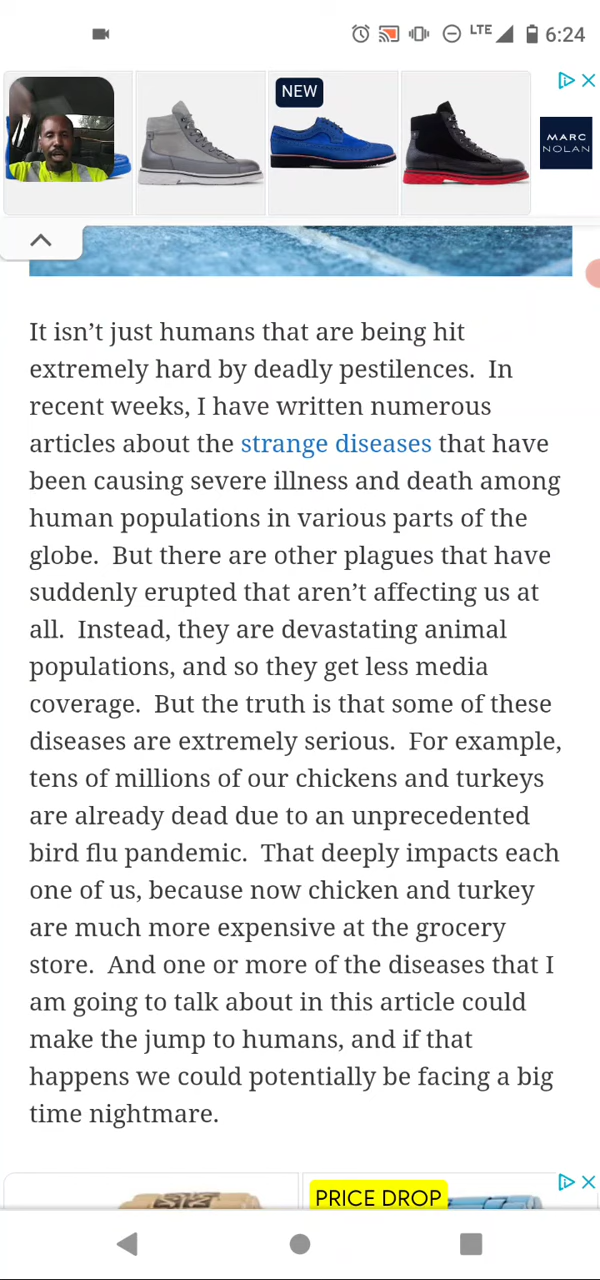 LTE 6:24
NEW
MARC
NOLAN
It isn’t just humans that are being hit
extremely hard by deadly pestilences.  In
recent weeks, I have written numerous
articles about the strange diseases that have
been causing severe illness and death among
human populations in various parts of the
globe.  But there are other plagues that have
suddenly erupted that aren’t affecting us at
all.  Instead, they are devastating animal
populations, and so they get less media
coverage.  But the truth is that some of these
diseases are extremely serious.  For example,
tens of millions of our chickens and turkeys
are already dead due to an unprecedented
bird flu pandemic.  That deeply impacts each
one of us, because now chicken and turkey
are much more expensive at the grocery
store.  And one or more of the diseases that I
am going to talk about in this article could
make the jump to humans, and if that
happens we could potentially be facing a big
time nightmare.
PRICE DROP